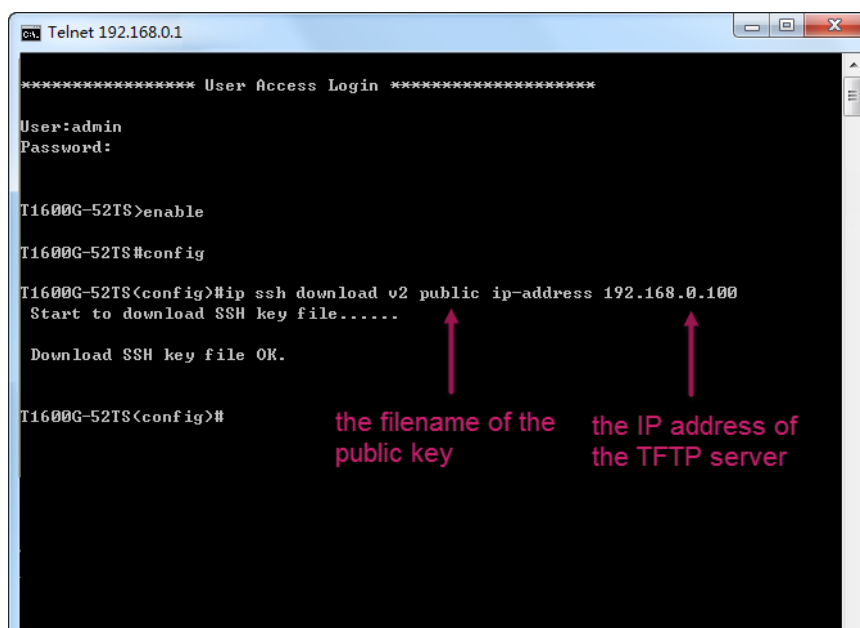 Telnet 192.168.0.1
***************** User Access Login ********************
User:admin
Password:
T1600G-52TS>enable
T1600G-52TS#config
T1600G-52TS(config)#ip ssh download v2 public ip-address 192.168.0.100
Start to download SSH key file......
Download SSH key file OK.
T1600G-52TS(config)#
the filename of the
public key
the IP address of
the TFTP server